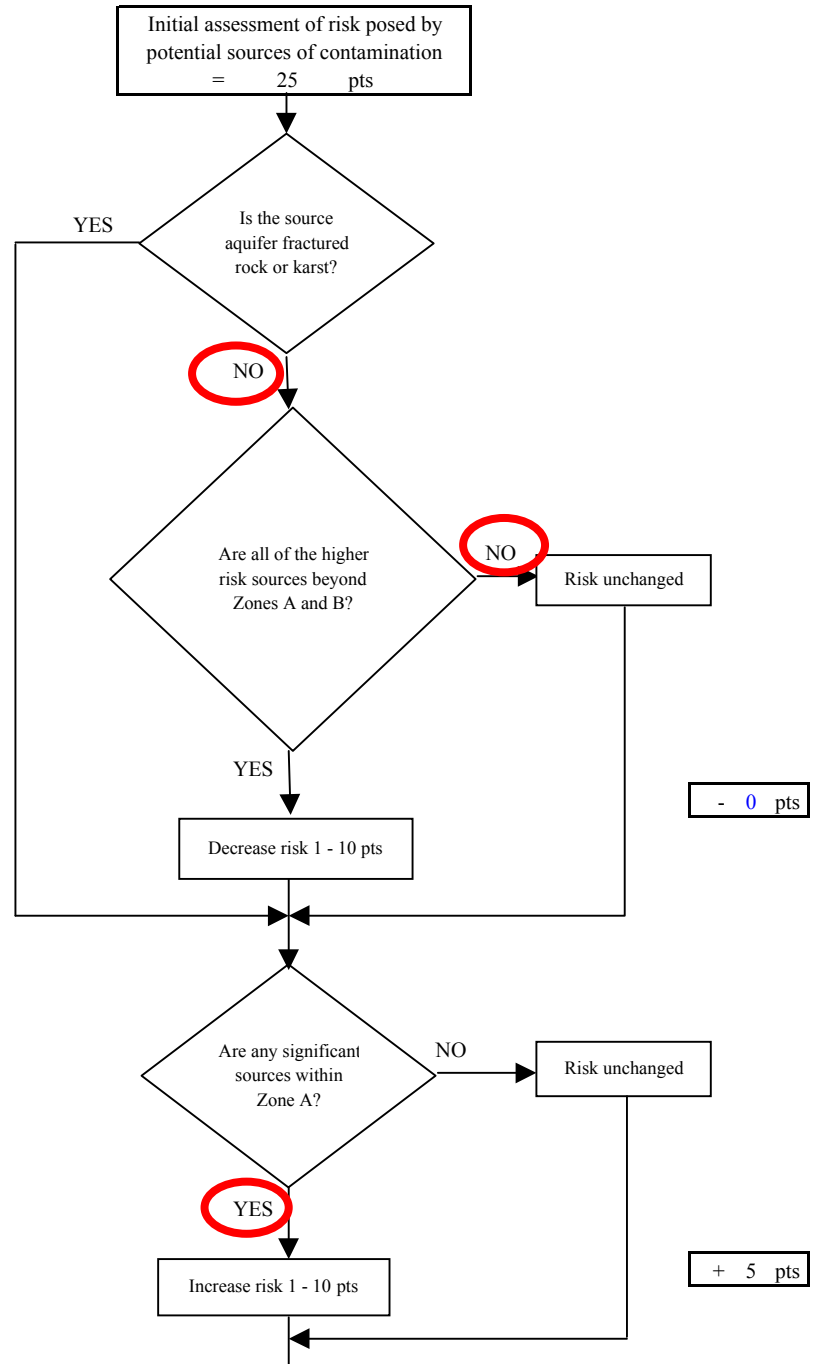 Initial assessment of risk posed by
potential sources of contamination
= 25 pts
YES
Is the source
aquifer fractured
rock or karst?
NO
Are all of the higher
risk sources beyond
Zones A and B?
NO
Risk unchanged
YES
- 0 pts
Decrease risk 1 - 10 pts
Are any significant
sources within
Zone A?
NO
Risk unchanged
YES
+ 5 pts
Increase risk 1 - 10 pts